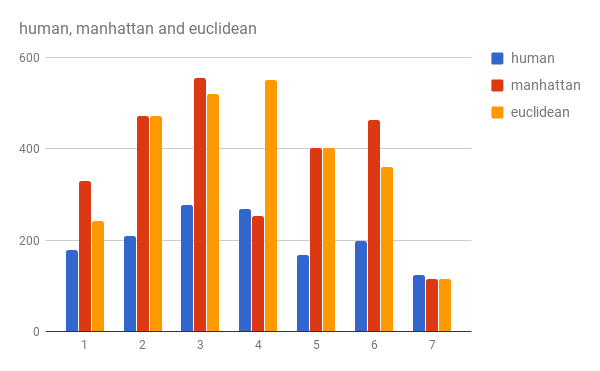 human, manhattan and euclidean
600
400
200
0
1 2 3 4 5 6 7
human
manhattan
euclidean